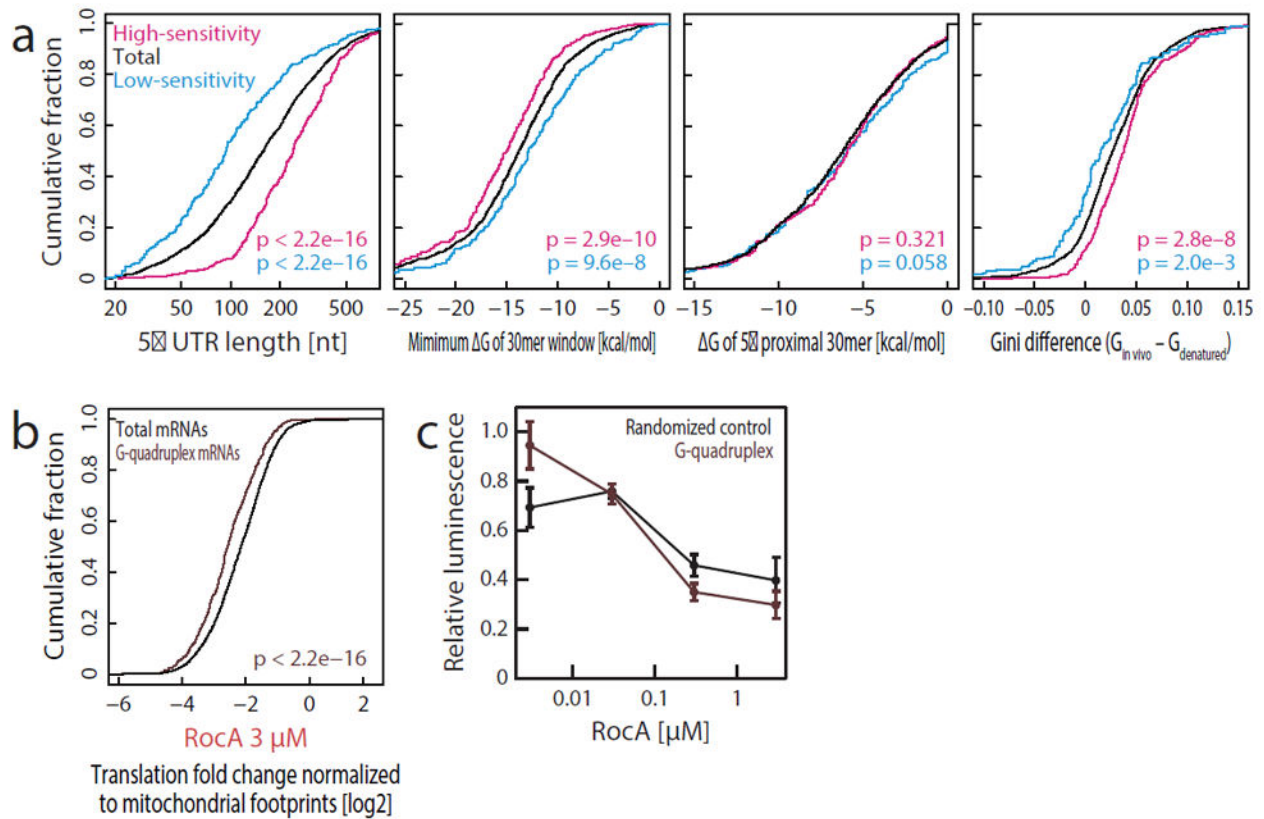 a
High-sensitivity
Total
Low-sensitivity
Cumulative fraction
0 0.2 0.4 0.6 0.8 1.0
p < 2.2e−16
p < 2.2e−16
20 50 100 200 500
5▯ UTR length [nt]
p = 2.9e−10
p = 9.6e−8
−25 −20 −15 −10 −5 0
Mimimum ΔG of 30mer window [kcal/mol]
p = 0.321
p = 0.058
−15 −10 −5 0
ΔG of 5▯ proximal 30mer [kcal/mol]
p = 2.8e−8
p = 2.0e−3
−0.10 −0.05 0 0.05 0.10 0.15
Gini difference (G in vivo − G denatured)
b
Total mRNAs
G-quadruplex mRNAs
Cumulative fraction
0 0.2 0.4 0.6 0.8 1.0
p < 2.2e−16
−6 −4 −2 0 2
RocA 3 μM
Translation fold change normalized
to mitochondrial footprints [log2]
c
Randomized control
G-quadruplex
Relative luminescence
1.0
0.8
0.6
0.4
0.2
0
0.01 0.1 1
RocA [μM]